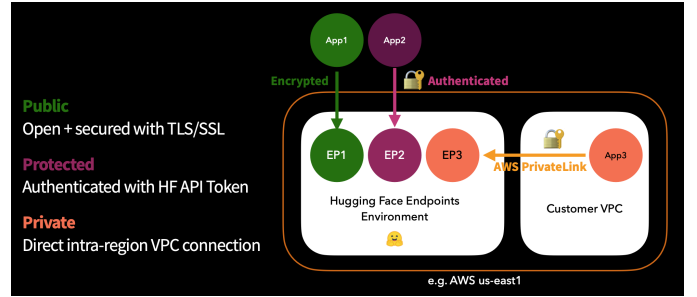 App1
App2
Encrypted
Authenticated
Public
Open + secured with TLS/SSL
Protected
Authenticated with HF API Token
Private
Direct intra-region VPC connection
EP1
EP2
EP3
AWS PrivateLink
App3
Hugging Face Endpoints
Environment
Customer VPC
e.g. AWS us-east1